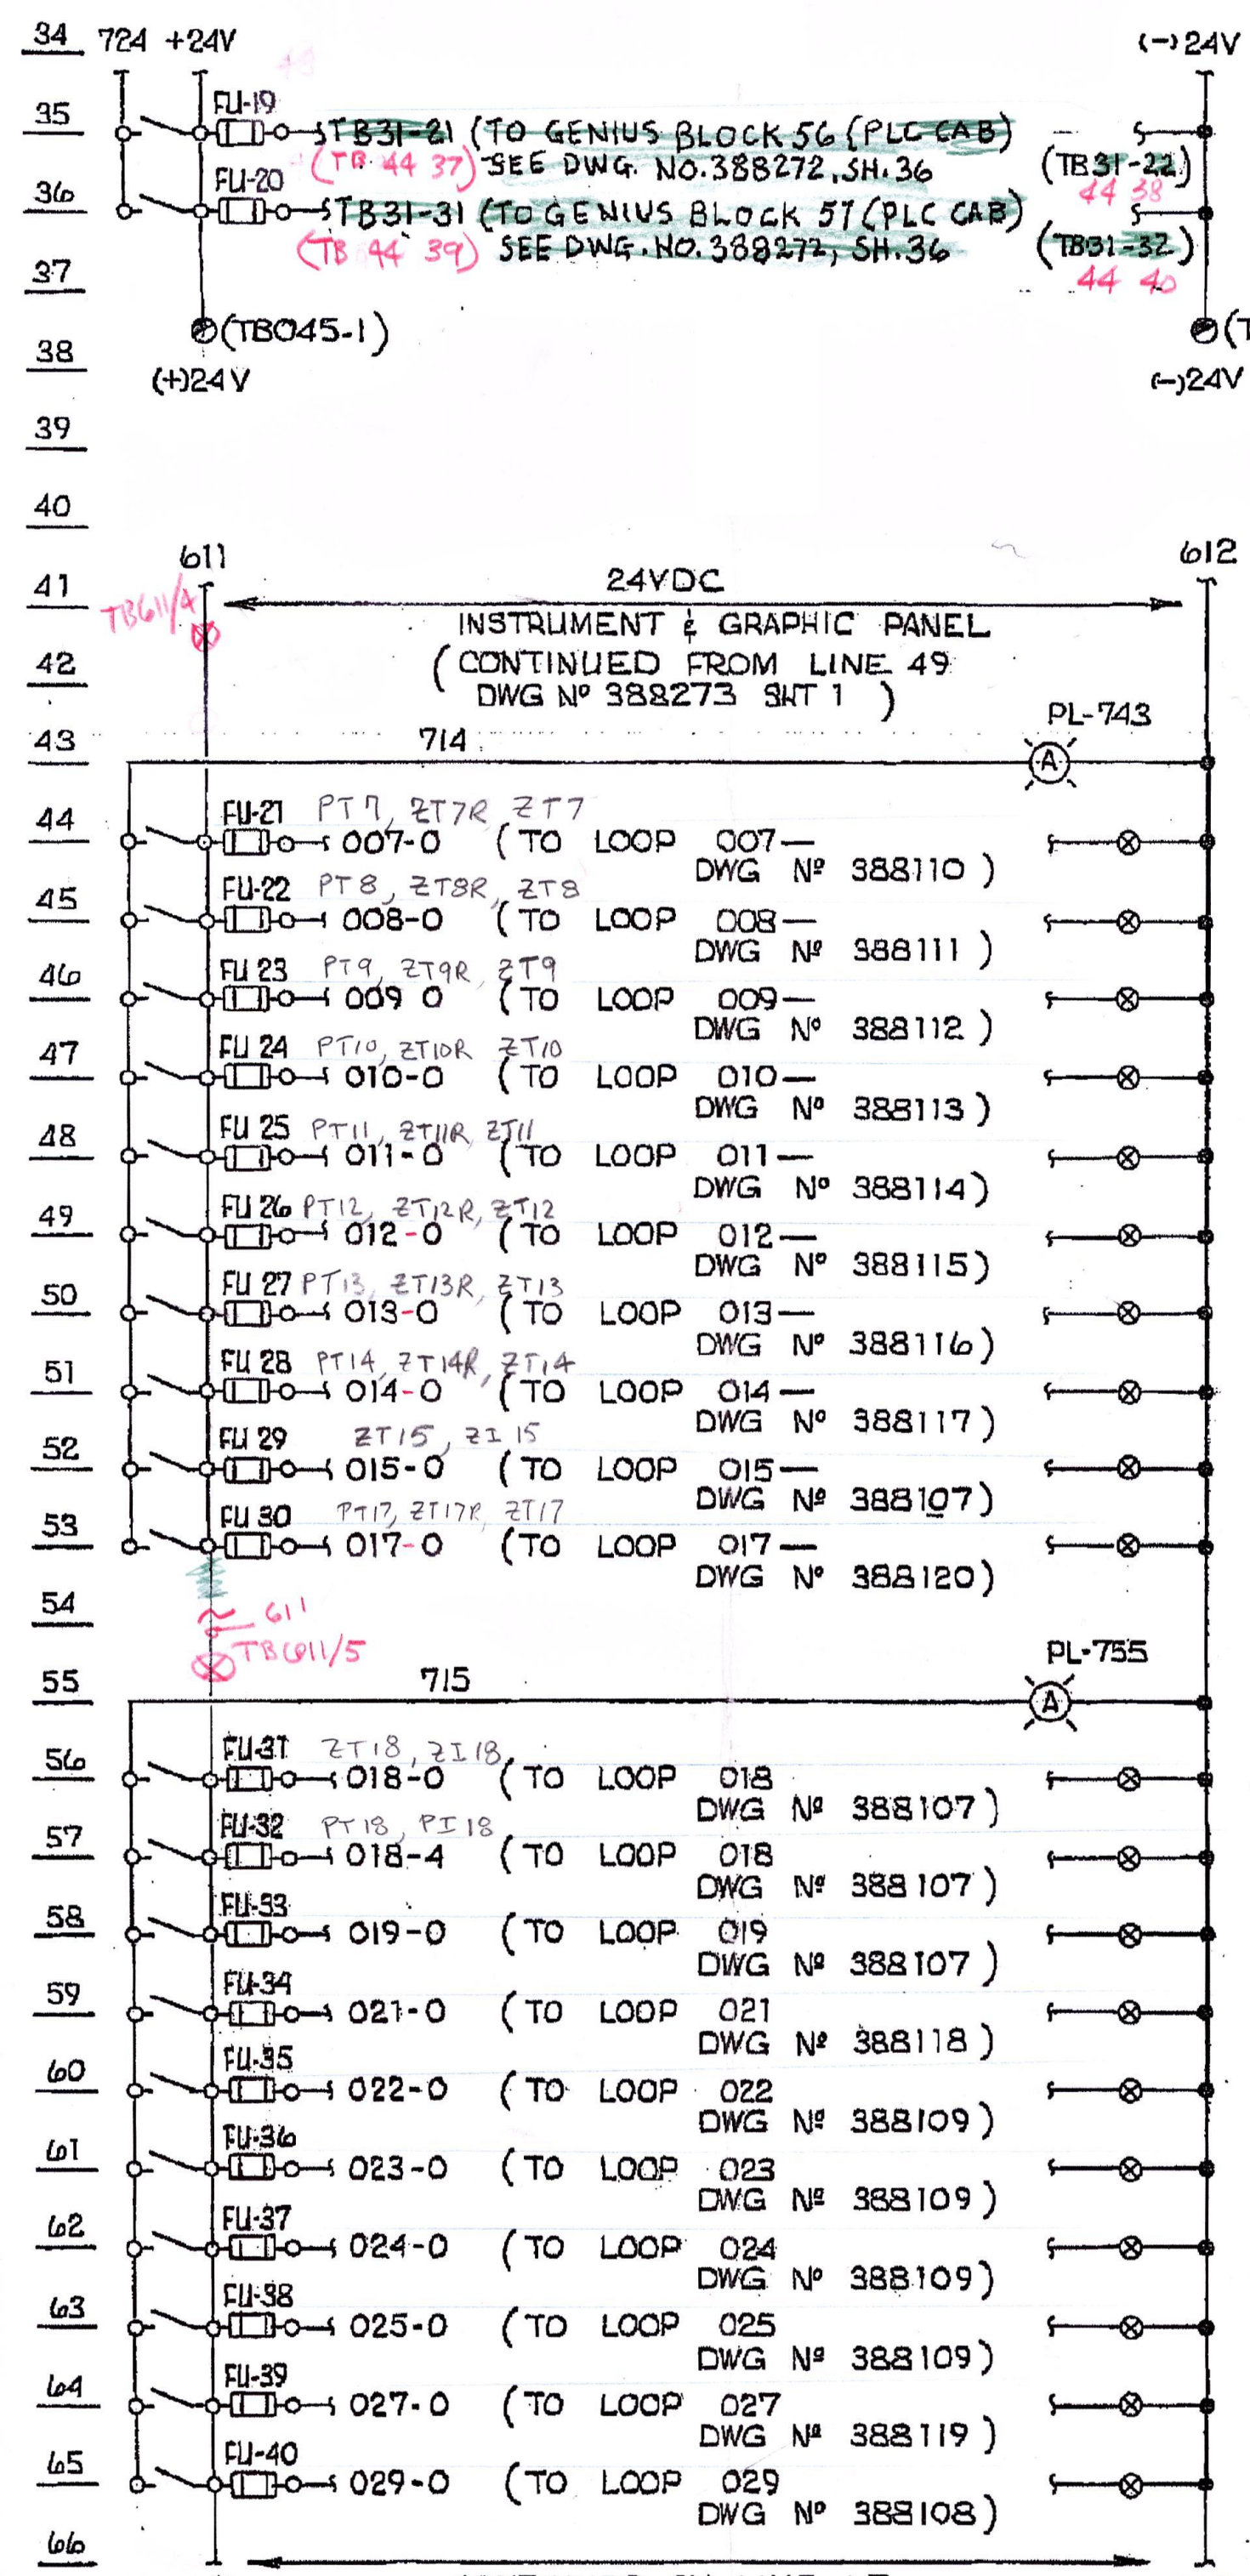 34 724 +24V (-)24V
35 FU-19
TB31-21 (TO GENIUS BLOCK 56 (PLC CAB)
(TB 44 37) SEE DWG. NO. 388272, SH. 36 (TB31-22)
44 38
36 FU-20
TB31-31 (TO GENIUS BLOCK 57 (PLC CAB)
(TB 44 39) SEE DWG. NO. 388272, SH. 36 (TB31-32)
44 40
37
(TB045-1) (T
38
(+)24V (-)24V
39
40
611 612
41 24VDC
TB611/4
INSTRUMENT & GRAPHIC PANEL
42 (CONTINUED FROM LINE 49
DWG Nº 388273 SHT 1 )
PL-743
43 714
A
44 FU-21 PT7, ZT7R, ZT7
007-0 (TO LOOP 007—
DWG Nº 388110)
45 FU-22 PT8, ZT8R, ZT8
008-0 (TO LOOP 008—
DWG Nº 388111)
46 FU 23 PT9, ZT9R, ZT9
009 0 (TO LOOP 009—
DWG Nº 388112)
47 FU 24 PT10, ZT10R ZT10
010-0 (TO LOOP 010—
DWG Nº 388113)
48 FU 25 PT11, ZT11R, ZT11
011-0 (TO LOOP 011—
DWG Nº 388114)
49 FU 26 PT12, ZT12R, ZT12
012-0 (TO LOOP 012—
DWG Nº 388115)
50 FU 27 PT13, ZT13R, ZT13
013-0 (TO LOOP 013—
DWG Nº 388116)
51 FU 28 PT14, ZT14R, ZT14
014-0 (TO LOOP 014—
DWG Nº 388117)
52 FU 29 ZT15, ZI 15
015-0 (TO LOOP 015—
DWG Nº 388107)
53 FU 30 PT17, ZT17R, ZT17
017-0 (TO LOOP 017—
DWG Nº 388120)
54 611
TB611/5
PL-755
55 715
A
56 FU-31 ZT18, ZI18,
018-0 (TO LOOP 018
DWG Nº 388107)
57 FU-32 PT18, PI18
018-4 (TO LOOP 018
DWG Nº 388107)
58 FU-33
019-0 (TO LOOP 019
DWG Nº 388107)
59 FU-34
021-0 (TO LOOP 021
DWG Nº 388118)
60 FU-35
022-0 (TO LOOP 022
DWG Nº 388109)
61 FU-36
023-0 (TO LOOP 023
DWG Nº 388109)
62 FU-37
024-0 (TO LOOP 024
DWG Nº 388109)
63 FU-38
025-0 (TO LOOP 025
DWG Nº 388109)
64 FU-39
027-0 (TO LOOP 027
DWG Nº 388119)
65 FU-40
029-0 (TO LOOP 029
DWG Nº 388108)
66